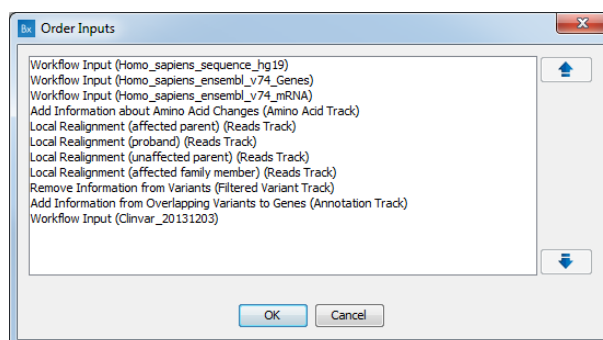 Bx Order Inputs
Workflow Input (Homo_sapiens_sequence_hg19)
Workflow Input (Homo_sapiens_ensembl_v74_Genes)
Workflow Input (Homo_sapiens_ensembl_v74_mRNA)
Add Information about Amino Acid Changes (Amino Acid Track)
Local Realignment (affected parent) (Reads Track)
Local Realignment (proband) (Reads Track)
Local Realignment (unaffected parent) (Reads Track)
Local Realignment (affected family member) (Reads Track)
Remove Information from Variants (Filtered Variant Track)
Add Information from Overlapping Variants to Genes (Annotation Track)
Workflow Input (Clinvar_20131203)
OK Cancel